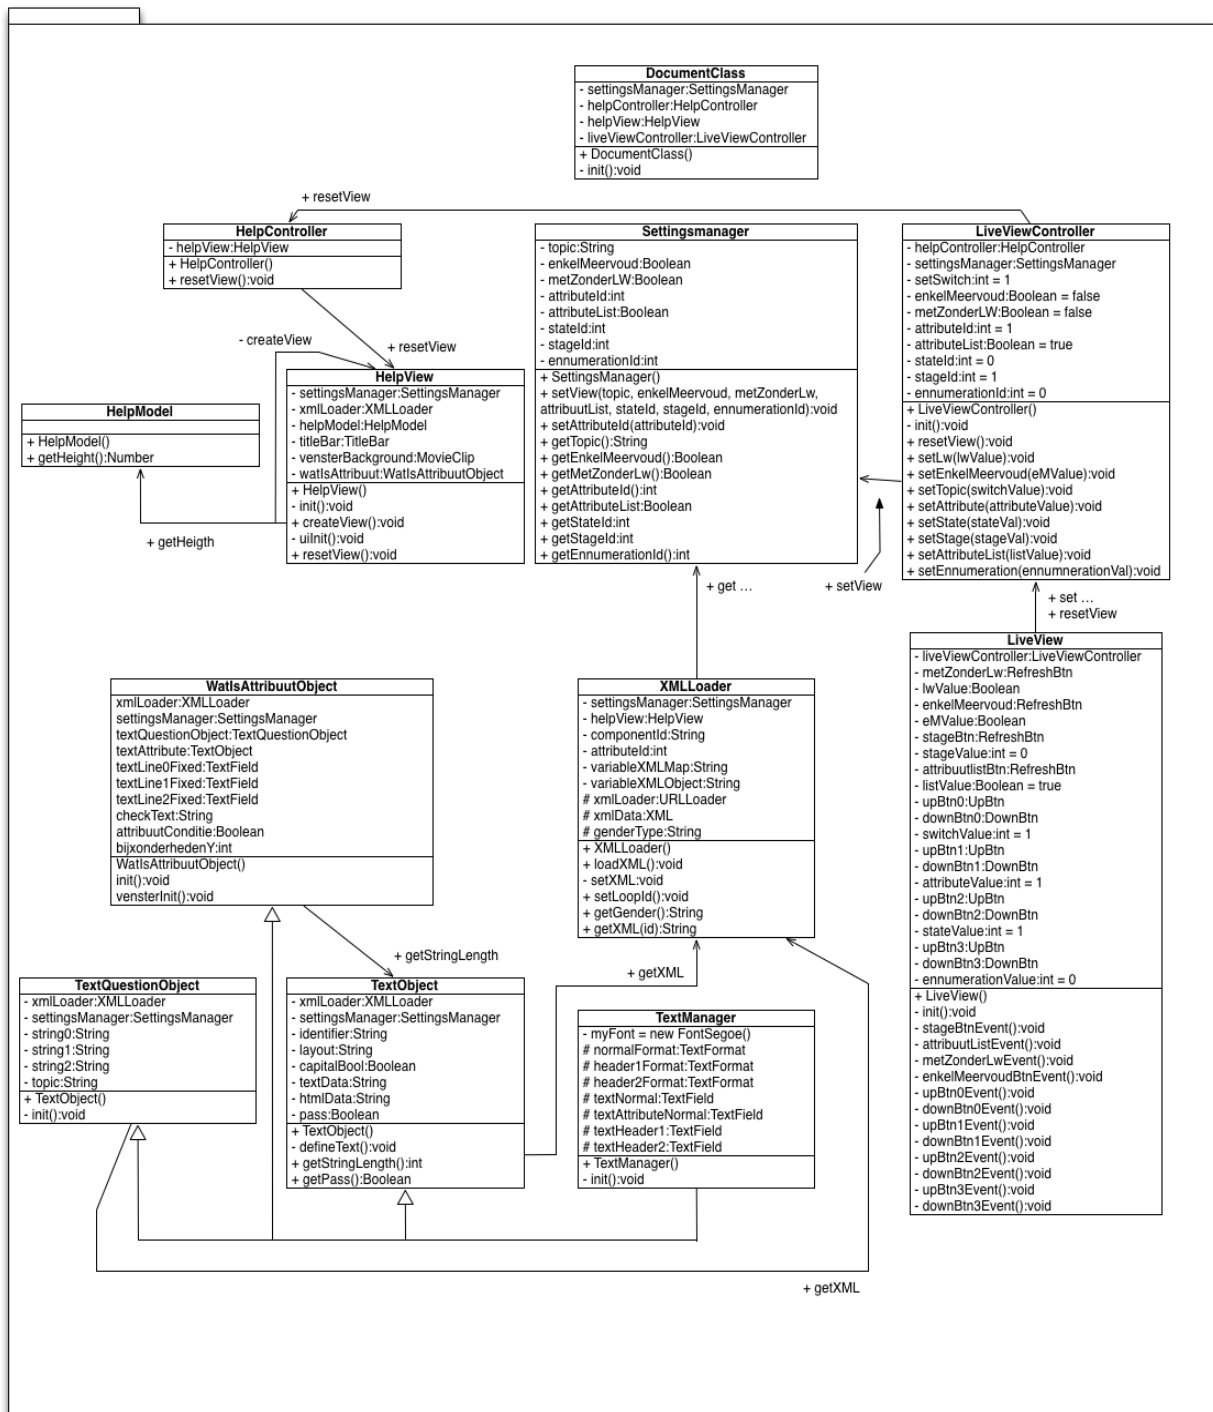 DocumentClass
- settingsManager:SettingsManager
- helpController:HelpController
- helpView:HelpView
- liveViewController:LiveViewController
+ DocumentClass()
- init():void
+ resetView
HelpController
- helpView:HelpView
+ HelpController()
+ resetView():void
Settingsmanager
- topic:String
- enkelMeervoud:Boolean
- metZonderLW:Boolean
- attributeId:int
- attributeList:Boolean
- stateId:int
- stageId:int
- ennumerationId:int
+ SettingsManager()
+ setView(topic, enkelMeervoud, metZonderLw,
attribuutList, stateId, stageId, ennumerationId):void
+ setAttributeId(attributeId):void
+ getTopic():String
+ getEnkelMeervoud():Boolean
+ getMetZonderLw():Boolean
+ getAttributeId():int
+ getAttributeList:Boolean
+ getStateId:int
+ getStageId:int
+ getEnnumerationId():int
LiveViewController
- helpController:HelpController
- settingsManager:SettingsManager
- setSwitch:int = 1
- enkelMeervoud:Boolean = false
- metZonderLW:Boolean = false
- attributeId:int = 1
- attributeList:Boolean = true
- stateId:int = 0
- stageId:int = 1
- ennumerationId:int = 0
+ LiveViewController()
- init():void
+ resetView():void
+ setLw(lwValue):void
+ setEnkelMeervoud(eMValue):void
+ setTopic(switchValue):void
+ setAttribute(attributeValue):void
+ setState(stateVal):void
+ setStage(stageVal):void
+ setAttributeList(listValue):void
+ setEnnumeration(ennumnerationVal):void
- createView
+ resetView
HelpView
- settingsManager:SettingsManager
- xmlLoader:XMLLoader
- helpModel:HelpModel
- titleBar:TitleBar
- vensterBackground:MovieClip
- watIsAttribuut:WatIsAttribuutObject
+ HelpView()
- init():void
+ createView():void
- uiInit():void
+ resetView():void
HelpModel
+ HelpModel()
+ getHeight():Number
+ getHeigth
+ get ...
+ setView
+ set ...
+ resetView
LiveView
- liveViewController:LiveViewController
- metZonderLw:RefreshBtn
- lwValue:Boolean
- enkelMeervoud:RefreshBtn
- eMValue:Boolean
- stageBtn:RefreshBtn
- stageValue:int = 0
- attribuutlistBtn:RefreshBtn
- listValue:Boolean = true
- upBtn0:UpBtn
- downBtn0:DownBtn
- switchValue:int = 1
- upBtn1:UpBtn
- downBtn1:DownBtn
- attributeValue:int = 1
- upBtn2:UpBtn
- downBtn2:DownBtn
- stateValue:int = 1
- upBtn3:UpBtn
- downBtn3:DownBtn
- ennumerationValue:int = 0
+ LiveView()
- init():void
- stageBtnEvent():void
- attribuutListEvent():void
- metZonderLwEvent():void
- enkelMeervoudBtnEvent():void
- upBtn0Event():void
- downBtn0Event():void
- upBtn1Event():void
- downBtn1Event():void
- upBtn2Event():void
- downBtn2Event():void
- upBtn3Event():void
- downBtn3Event():void
WatIsAttribuutObject
xmlLoader:XMLLoader
settingsManager:SettingsManager
textQuestionObject:TextQuestionObject
textAttribute:TextObject
textLine0Fixed:TextField
textLine1Fixed:TextField
textLine2Fixed:TextField
checkText:String
attribuutConditie:Boolean
bijxonderhedenY:int
WatIsAttribuutObject()
init():void
vensterInit():void
XMLLoader
- settingsManager:SettingsManager
- helpView:HelpView
- componentId:String
- attributeId:int
- variableXMLMap:String
- variableXMLObject:String
# xmlLoader:URLLoader
# xmlData:XML
# genderType:String
+ XMLLoader()
+ loadXML():void
- setXML:void
+ setLoopId():void
+ getGender():String
+ getXML(id):String
+ getStringLength
+ getXML
TextQuestionObject
- xmlLoader:XMLLoader
- settingsManager:SettingsManager
- string0:String
- string1:String
- string2:String
- topic:String
+ TextObject()
- init():void
TextObject
- xmlLoader:XMLLoader
- settingsManager:SettingsManager
- identifier:String
- layout:String
- capitalBool:Boolean
- textData:String
- htmlData:String
- pass:Boolean
+ TextObject()
- defineText():void
+ getStringLength():int
+ getPass():Boolean
TextManager
- myFont = new FontSegoe()
# normalFormat:TextFormat
# header1Format:TextFormat
# header2Format:TextFormat
# textNormal:TextField
# textAttributeNormal:TextField
# textHeader1:TextField
# textHeader2:TextField
+ TextManager()
- init():void
+ getXML